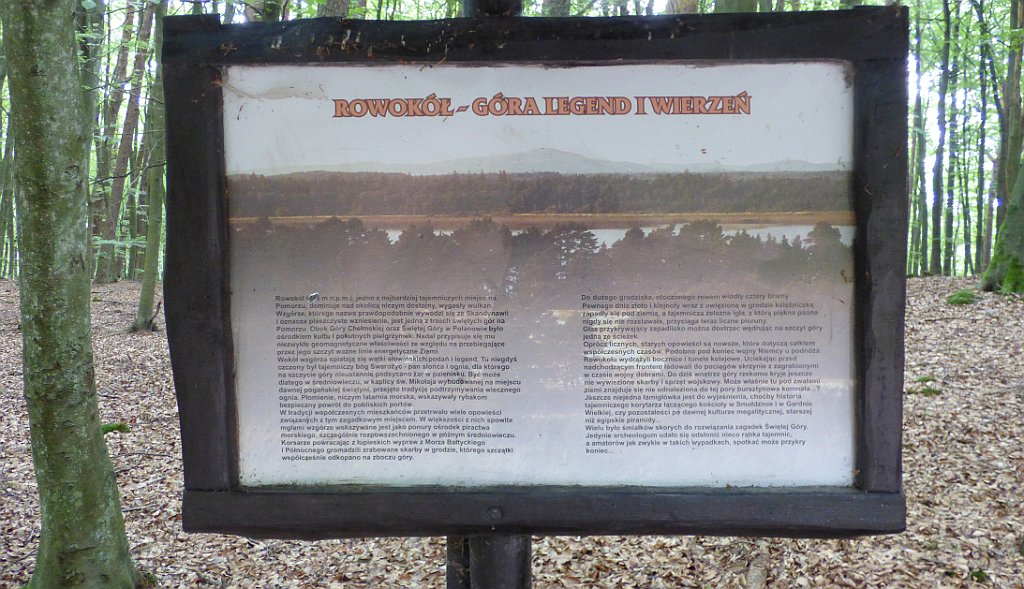 ROWOKÓŁ - GÓRA LEGEND I WIERZEŃ
Rowokół m n.p.m.), jedno z najbardziej tajemniczych miejsc na
Pomorzu, dominuje nad okolicą niczym dostojny, wygasły wulkan.
Wzgórze, którego nazwa prawdopodobnie wywodzi się ze Skandynawii
i oznacza piaszczyste wzniesienie, jest jedną z trzech świętych gór na
Pomorzu. Obok Góry Chełmskiej oraz Świętej Góry w Polanowie było
ośrodkiem kultu i pokutnych pielgrzymek. Nadal przypisuje się mu
niezwykłe geomagnetyczne właściwości ze względu na przebiegające
przez jego szczyt ważne linie energetyczne Ziemi.
Wokół wzgórza splatają się wątki słowiańskich podań i legend. Tu niegdyś
czczony był tajemniczy bóg Swarożyc - pan słońca i ognia, dla którego
na szczycie góry nieustannie podsycano żar w palenisku. Być może
dlatego w średniowieczu, w kaplicy św. Mikołaja wybudowanej na miejscu
dawnej pogańskiej świątyni, przejęto tradycję podtrzymywania wiecznego
ognia. Płomienie, niczym latarnia morska, wskazywały rybakom
bezpieczny powrót do pobliskich portów.
W tradycji współczesnych mieszkańców przetrwało wiele opowieści
związanych z tym zagadkowym miejscem. W większości z nich spowite
mgłami wzgórze wskazywane jest jako ponury ośrodek piractwa
morskiego, szczególnie rozpowszechnionego w późnym średniowieczu.
Korsarze powracając z łupieskich wypraw z Morza Bałtyckiego
i Północnego gromadzili zrabowane skarby w grodzie, którego szczątki
współcześnie odkopano na zboczu góry.
Do dużego grodziska, otoczonego rowem wiodły cztery Bramy.
Pewnego dnia złoto i klejnoty wraz z uwięzioną w grodzie księżniczką
zapadły się pod ziemię, a tajemnicza żelazna igła, z którą piękna panna
nigdy się nie rozstawała, przyciąga teraz liczne pioruny.
Głaz przykrywający zapadlisko można dostrzec wędrując na szczyt góry
jedną ze ścieżek.
Oprócz licznych, starych opowieści są nowsze, które dotyczą całkiem
współczesnych czasów. Podobno pod koniec wojny Niemcy u podnóża
Rowokołu wydrążyli bocznice i tunele kolejowe. Uciekając przed
nadchodzącym frontem ładowali do pociągów skrzynie z zagrabionymi
w czasie wojny dobrami. Do dziś wnętrze góry rzekomo kryje jeszcze
nie wywiezione skarby i sprzęt wojskowy. Może właśnie tu pod zwałami
ziemi znajduje się nie odnaleziona do tej pory bursztynowa komnata...?
Jeszcze niejedna łamigłówka jest do wyjaśnienia, choćby historia
tajemniczego korytarza łączącego kościoły w Smołdzinie i w Gardnie
Wielkiej, czy pozostałości po dawnej kulturze megalitycznej, starszej
niż egipskie piramidy...
Wielu było śmiałków skorych do rozwiązania zagadek Świętej Góry.
Jedynie archeologom udało się odsłonić nieco rąbka tajemnic,
a amatorów jak zwykle w takich wypadkach, spotkać może przykry
koniec...